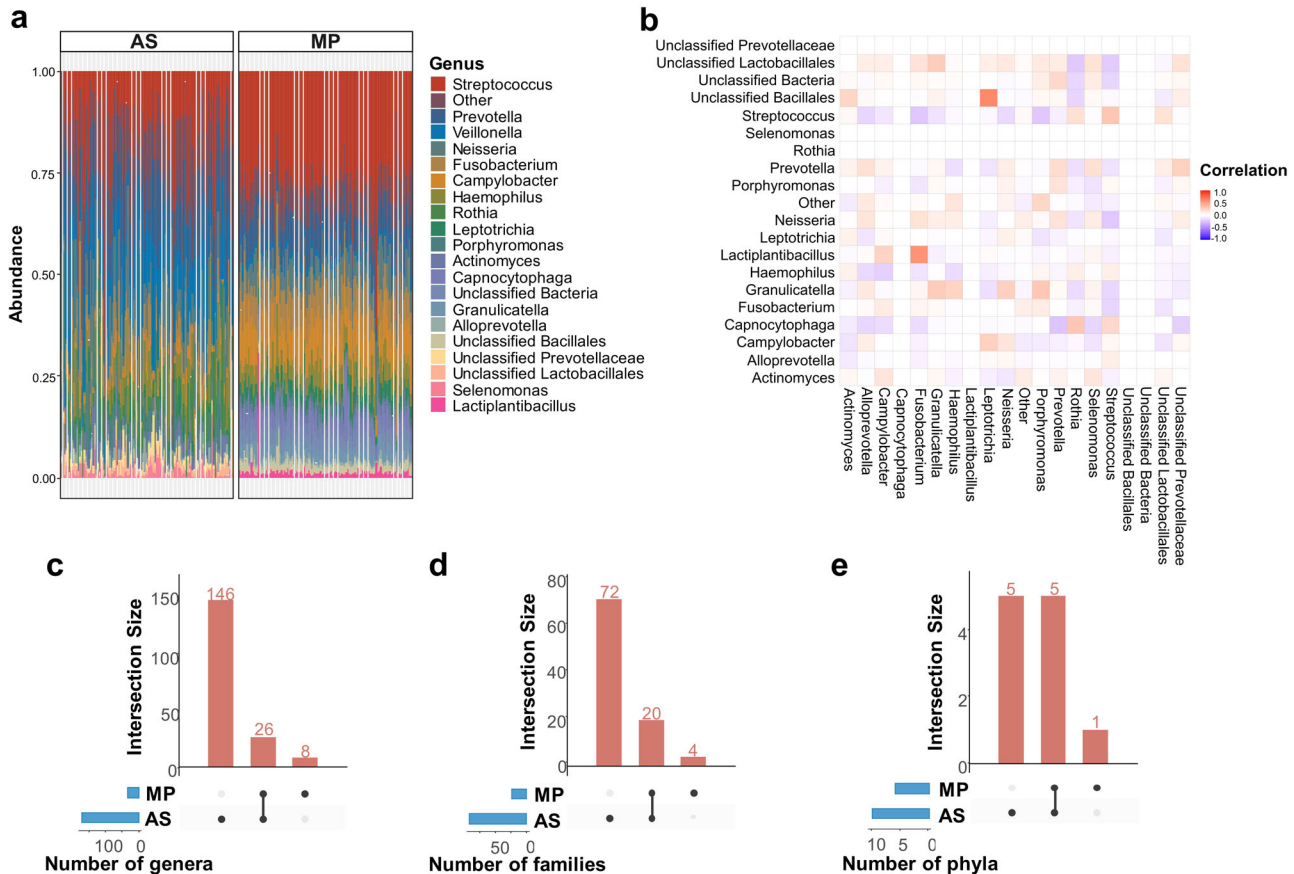 a
AS
MP
Abundance
1.00
0.75
0.50
0.25
0.00
Genus
Streptococcus
Other
Prevotella
Veillonella
Neisseria
Fusobacterium
Campylobacter
Haemophilus
Rothia
Leptotrichia
Porphyromonas
Actinomyces
Capnocytophaga
Unclassified Bacteria
Granulicatella
Alloprevotella
Unclassified Bacillales
Unclassified Prevotellaceae
Unclassified Lactobacillales
Selenomonas
Lactiplantibacillus
b
Unclassified Prevotellaceae
Unclassified Lactobacillales
Unclassified Bacteria
Unclassified Bacillales
Streptococcus
Selenomonas
Rothia
Prevotella
Porphyromonas
Other
Neisseria
Leptotrichia
Lactiplantibacillus
Haemophilus
Granulicatella
Fusobacterium
Capnocytophaga
Campylobacter
Alloprevotella
Actinomyces
Actinomyces
Alloprevotella
Campylobacter
Capnocytophaga
Fusobacterium
Granulicatella
Haemophilus
Lactiplantibacillus
Leptotrichia
Neisseria
Other
Porphyromonas
Prevotella
Rothia
Selenomonas
Streptococcus
Unclassified Bacillales
Unclassified Bacteria
Unclassified Lactobacillales
Unclassified Prevotellaceae
Correlation
1.0
0.5
0.0
-0.5
-1.0
c
Intersection Size
150
100
50
0
146
26
8
MP
AS
100 0
Number of genera
d
Intersection Size
80
60
40
20
0
72
20
4
MP
AS
50 0
Number of families
e
Intersection Size
4
2
0
5
5
1
MP
AS
10 5 0
Number of phyla